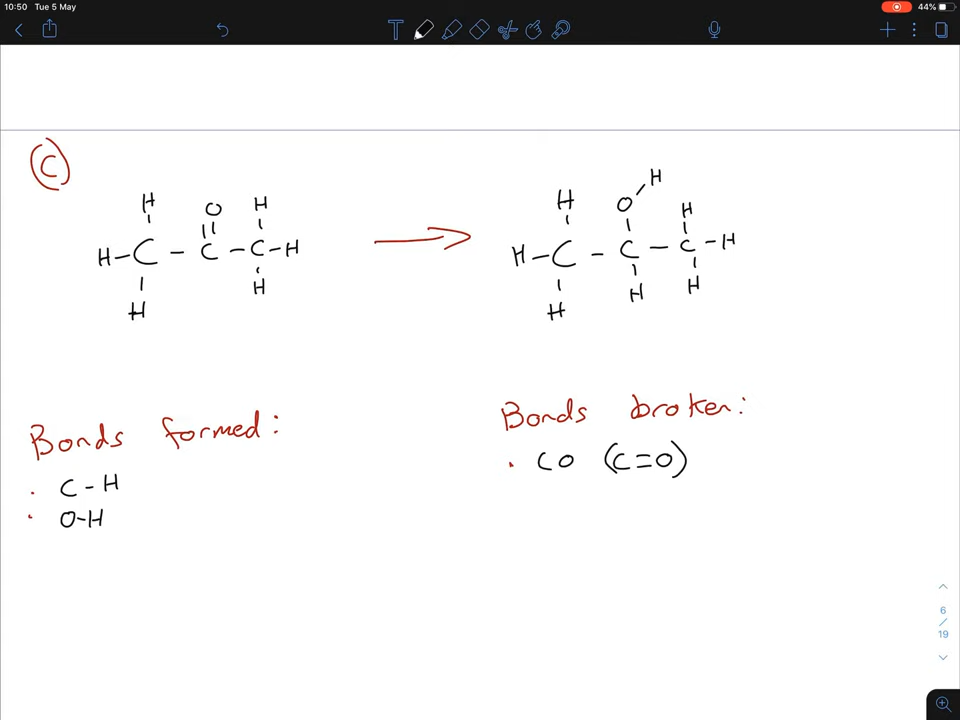 10:50 Tue 5 May 44%
T
C
H O H
H-C-C-C-H
H H
H O H H
H-C-C-C-H
H H H
Bonds formed:
• C-H
• O-H
Bonds broken:
• CO (C=O)
6
/
19